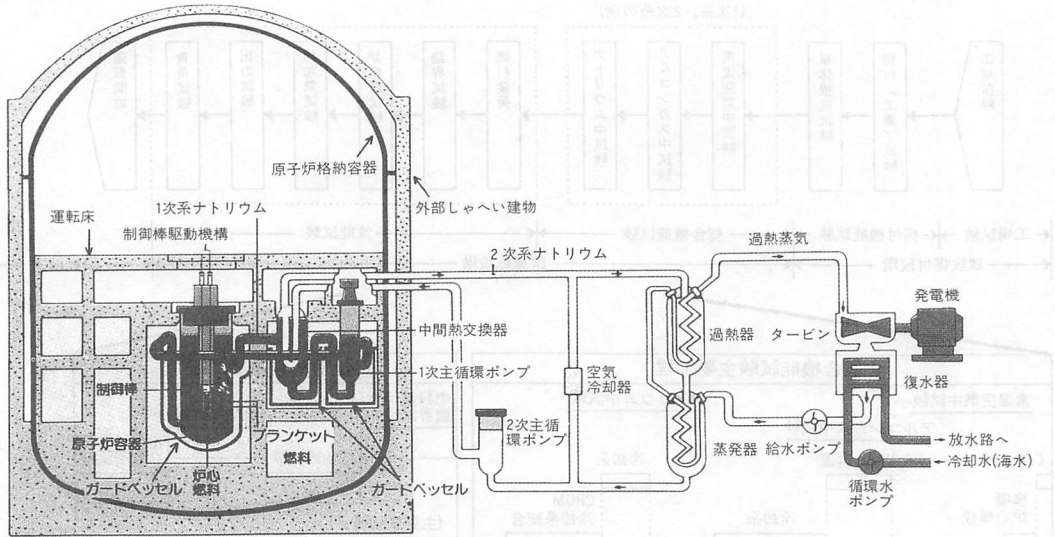 原子炉格納容器
外部しゃへい建物
運転床
1次系ナトリウム
制御棒駆動機構
2次系ナトリウム
過熱蒸気
発電機
タービン
過熱器
中間熱交換器
1次主循環ポンプ
空気
冷却器
復水器
制御棒
2次主循
環ポンプ
蒸発器
給水ポンプ
放水路へ
冷却水(海水)
原子炉容器
ブランケット
燃料
炉心
燃料
ガードベッセル
ガードベッセル
循環水
ポンプ